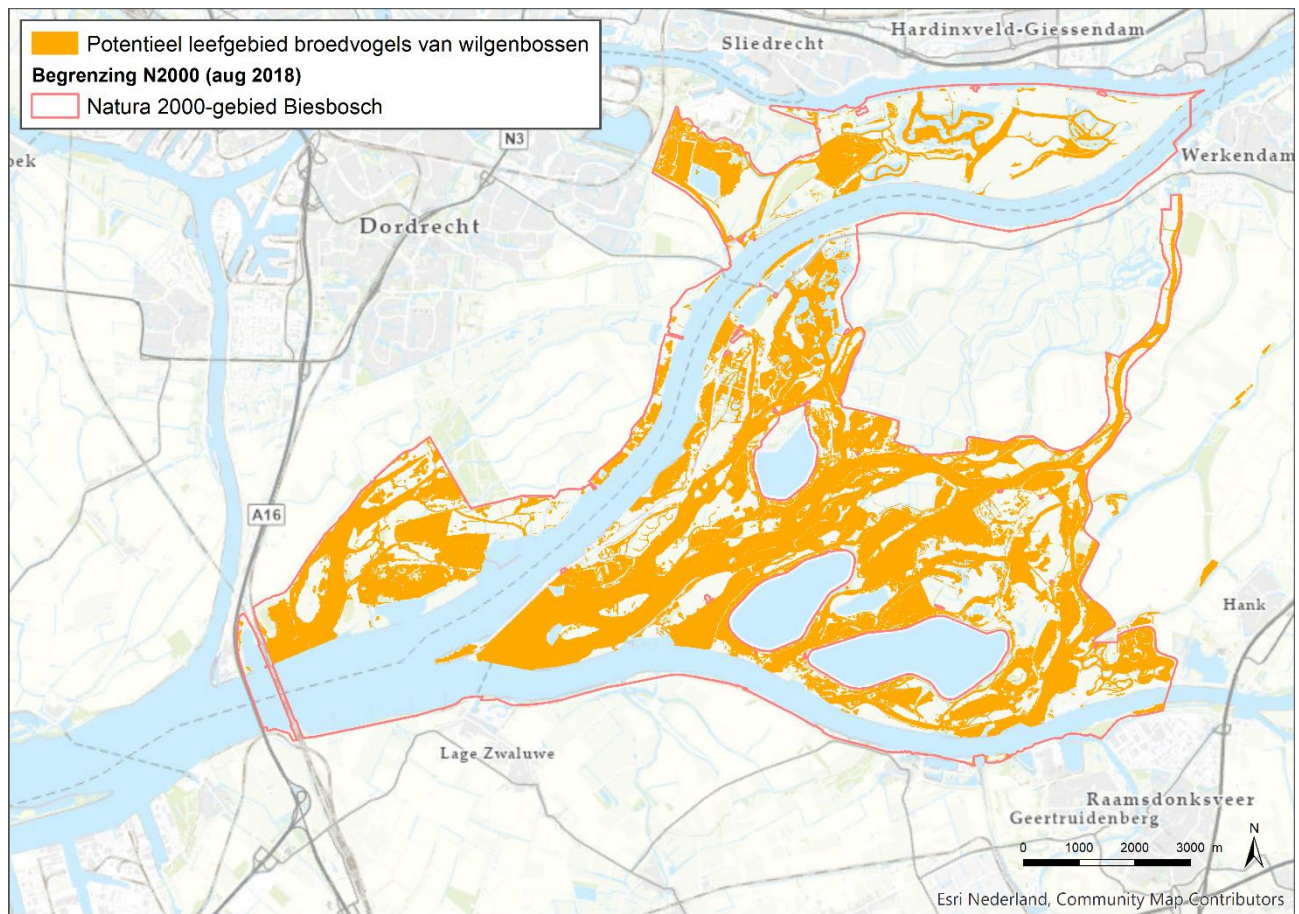 Potentieel leefgebied broedvogels van wilgenbossen
Begrenzing N2000 (aug 2018)
Natura 2000-gebied Biesbosch
Hardinxveld-Giessendam
Sliedrecht
N3
oek
Werkendam
Dordrecht
A16
Hank
Lage Zwaluwe
Raamsdonksveer
Geertruidenberg
N
0 1000 2000 3000 m
Esri Nederland, Community Map Contributors